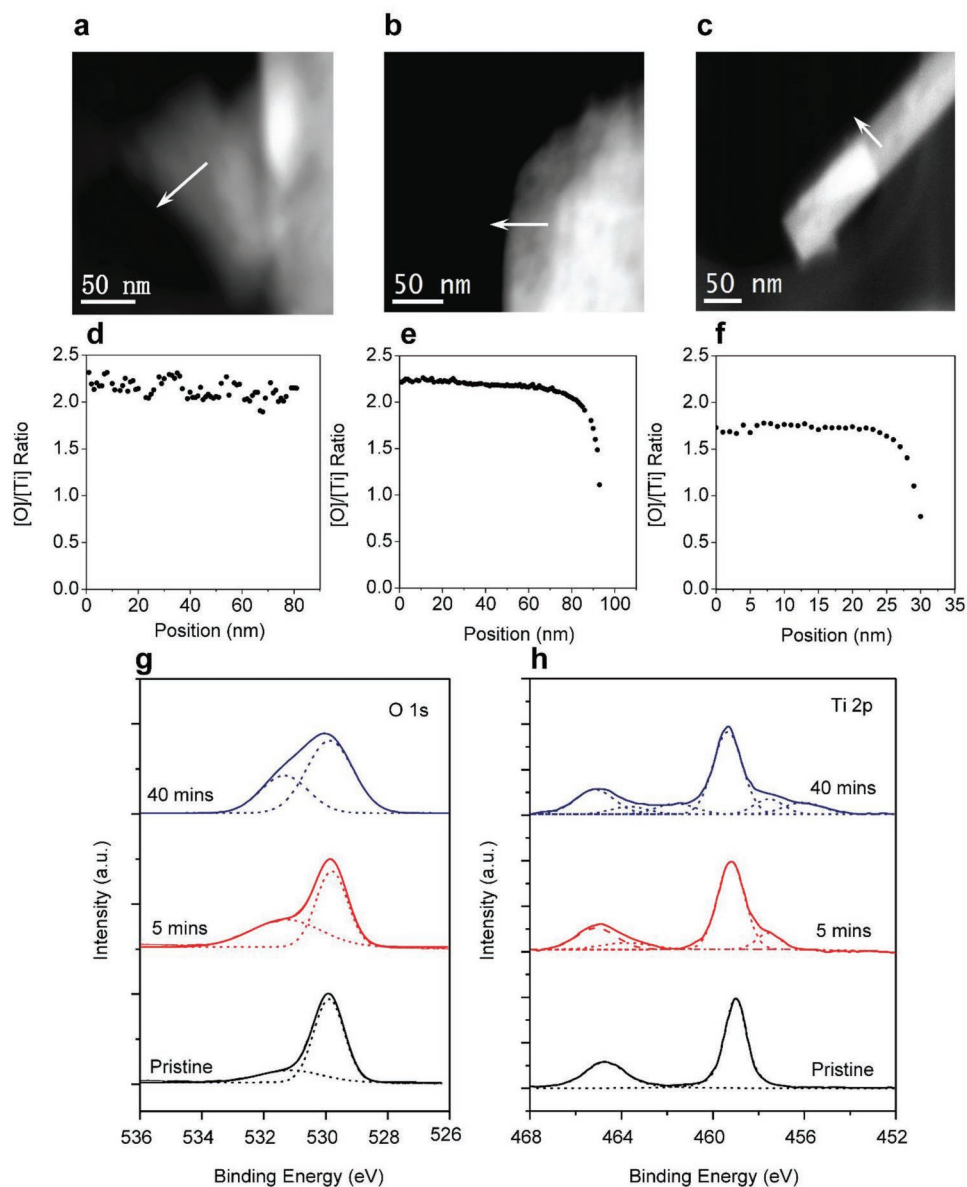 a
b
c
50 nm
50 nm
50 nm
d
e
f
2.5
2.0
1.5
1.0
0.5
0.0
[O]/[Ti] Ratio
0
20
40
60
80
Position (nm)
2.5
2.0
1.5
1.0
0.5
0.0
[O]/[Ti] Ratio
0
20
40
60
80
100
Position (nm)
2.5
2.0
1.5
1.0
0.5
0.0
[O]/[Ti] Ratio
0
5
10
15
20
25
30
35
Position (nm)
g
O 1s
40 mins
5 mins
Pristine
Intensity (a.u.)
536
534
532
530
528
526
Binding Energy (eV)
h
Ti 2p
40 mins
5 mins
Pristine
Intensity (a.u.)
468
464
460
456
452
Binding Energy (eV)